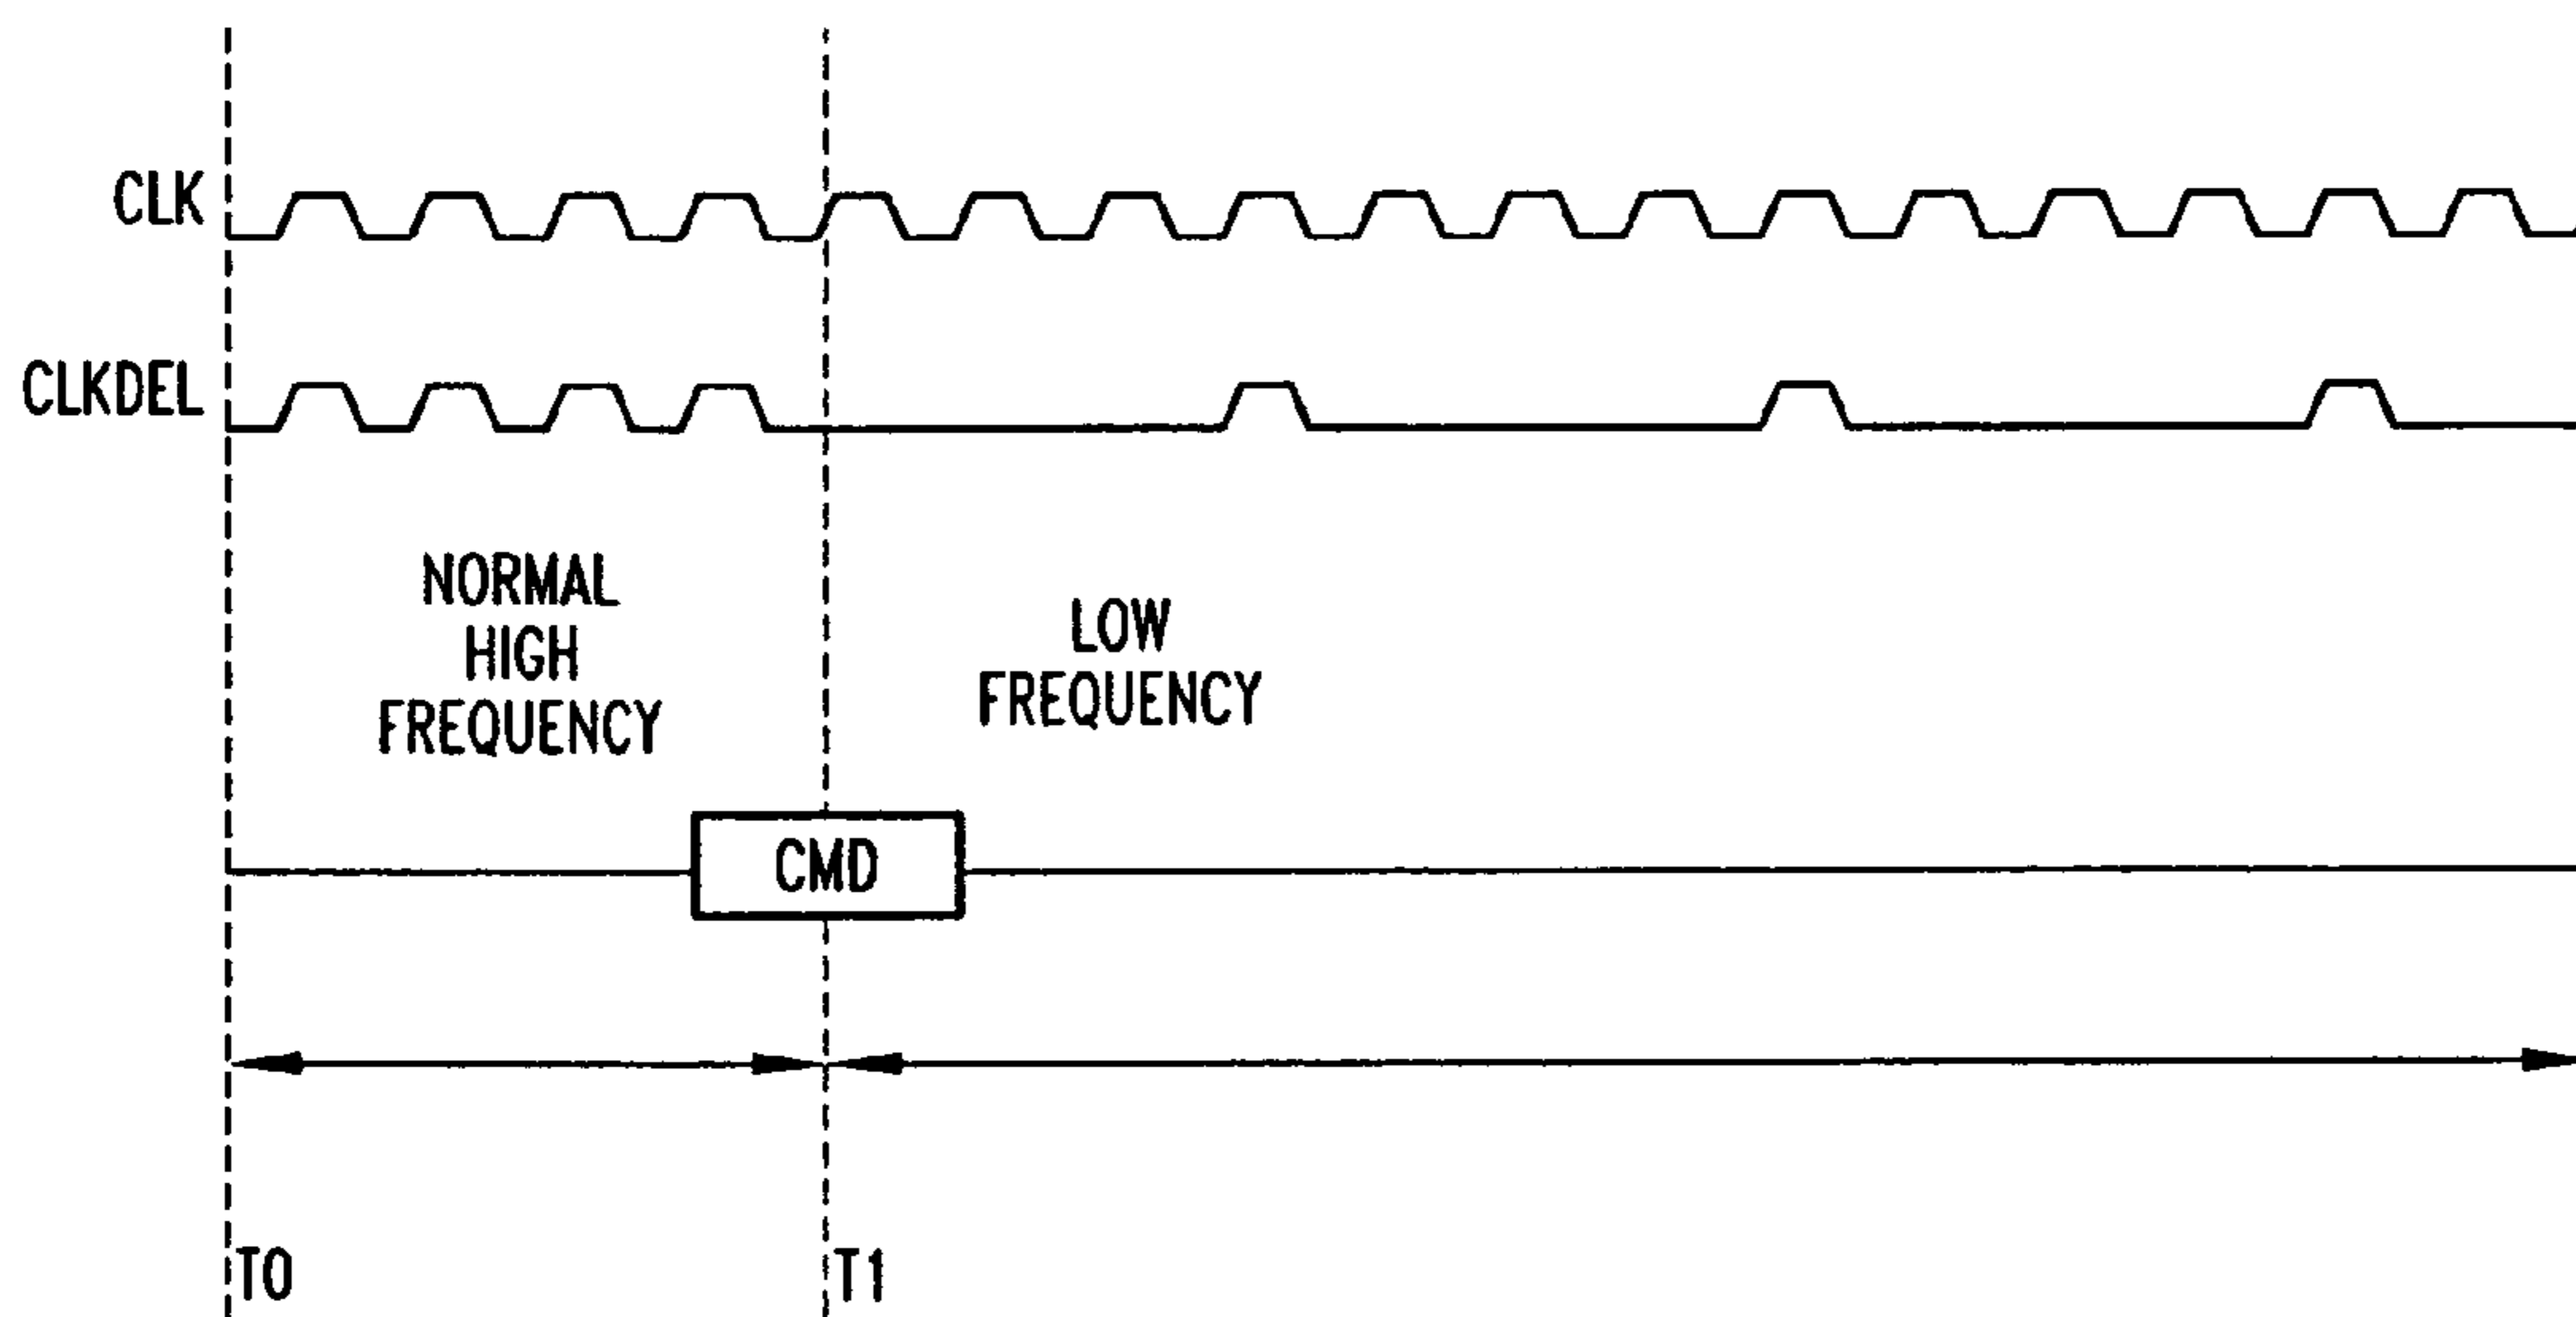 CLK
CLKDEL
NORMAL
HIGH
FREQUENCY
LOW
FREQUENCY
CMD
T0
T1